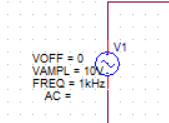 V1
VOFF = 0
VAMPL = 10V
FREQ = 1kHz
AC =